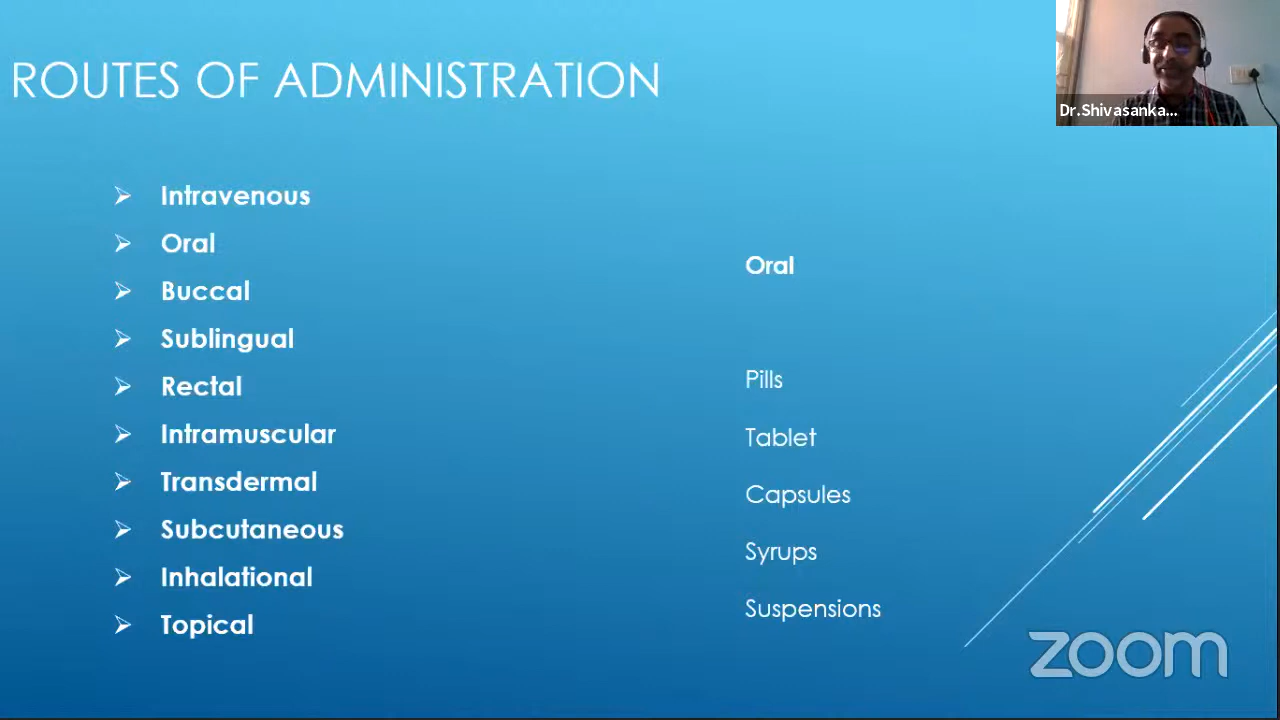 ROUTES OF ADMINISTRATION
Dr.Shivasanka...
Intravenous
Oral
Buccal
Sublingual
Rectal
Intramuscular
Transdermal
Subcutaneous
Inhalational
Topical
Oral
Pills
Tablet
Capsules
Syrups
Suspensions
zoom